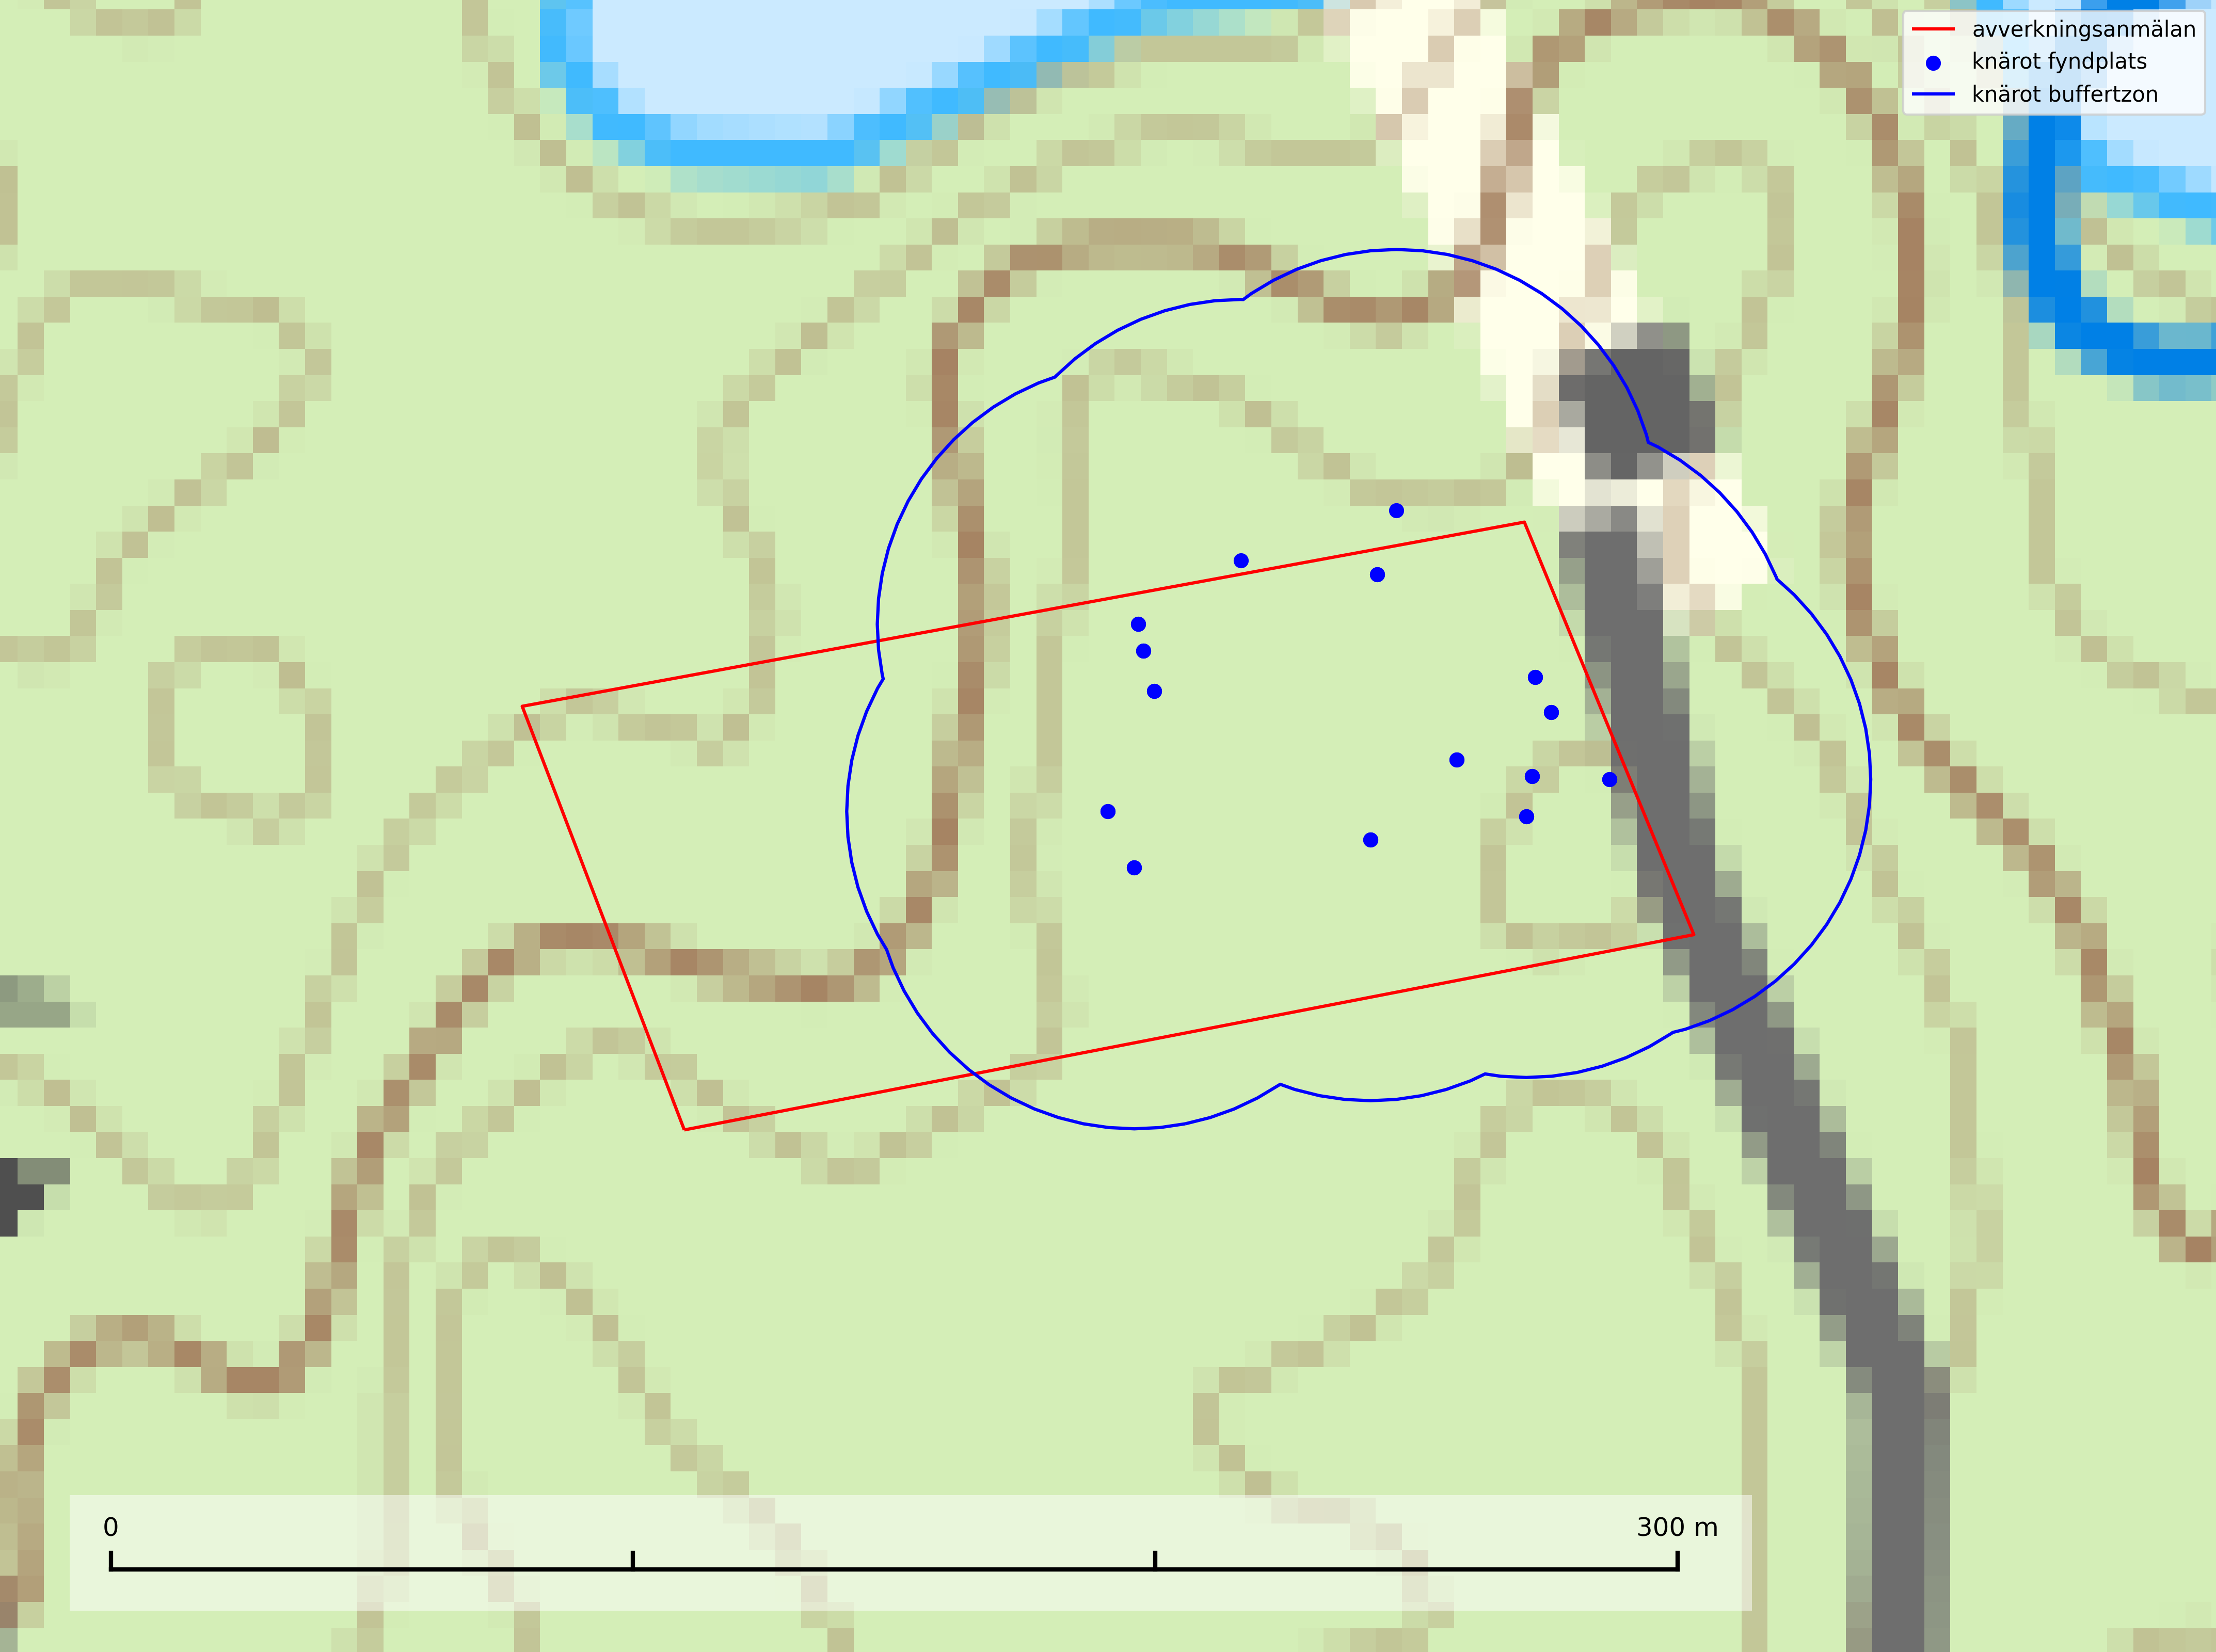 avverkningsanmälan
knärot fyndplats
knärot buffertzon
0
300 m